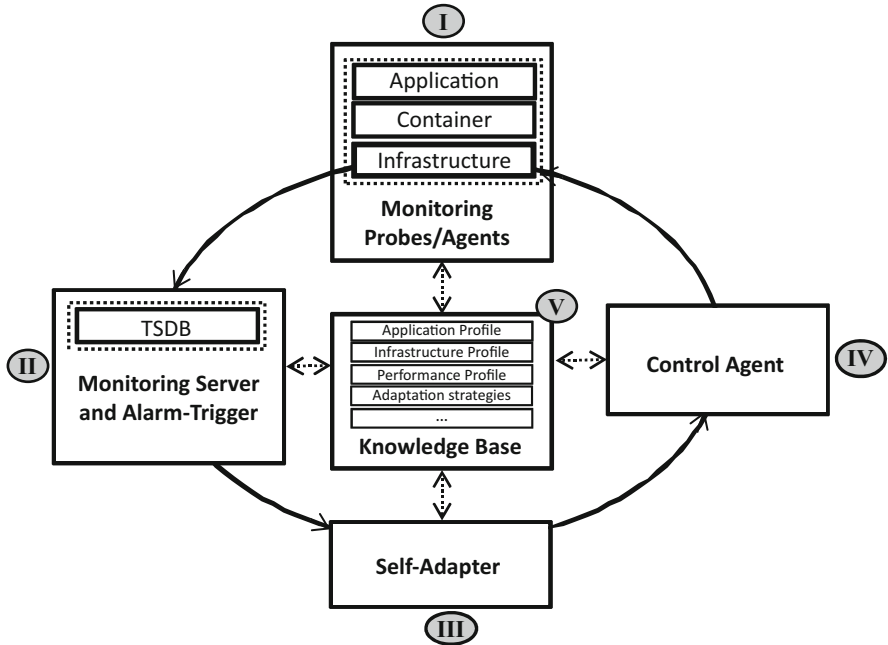 I
Application
Container
Infrastructure
Monitoring
Probes/Agents
II
TSDB
Monitoring Server
and Alarm-Trigger
V
Application Profile
Infrastructure Profile
Performance Profile
Adaptation strategies
...
Knowledge Base
Control Agent
IV
Self-Adapter
III